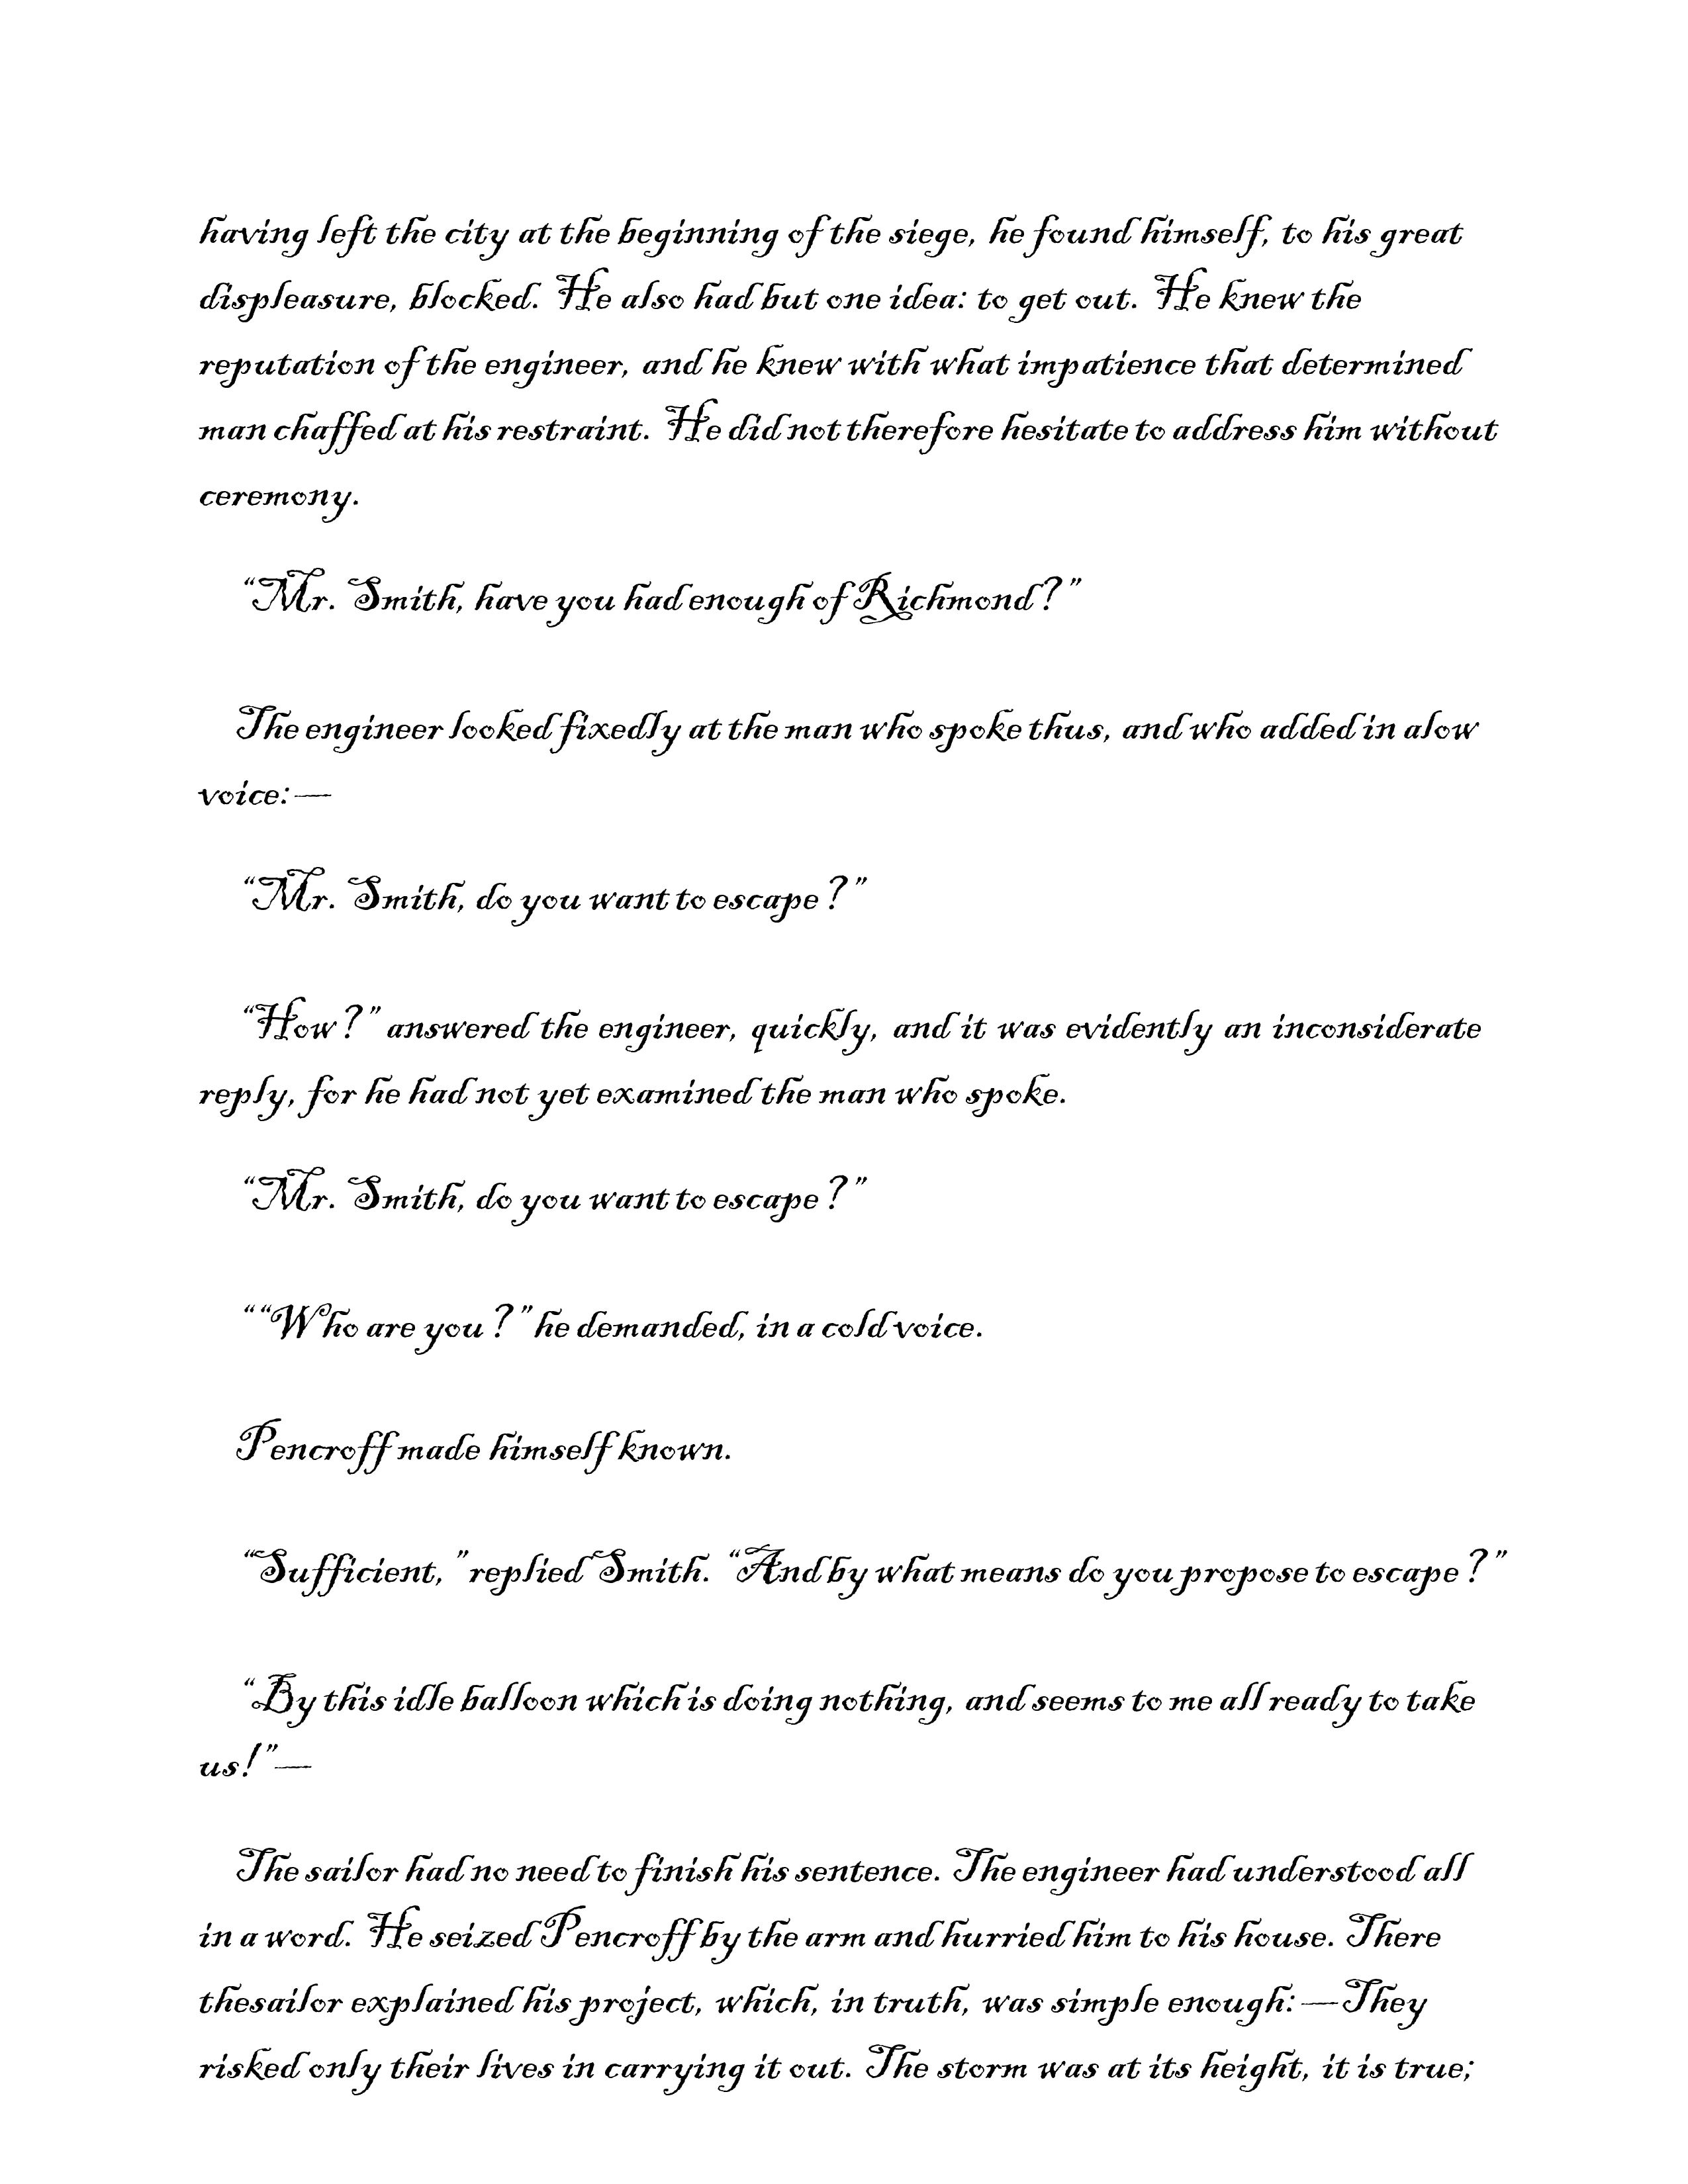 having left the city at the beginning of the siege, he found himself, to his great
displeasure, blocked. He also had but one idea: to get out. He knew the
reputation of the engineer, and he knew with what impatience that determined
man chaffed at his restraint. He did not therefore hesitate to address him without
ceremony.
“Mr. Smith, have you had enough of Richmond?”
The engineer looked fixedly at the man who spoke thus, and who added in a low
voice:—
“Mr. Smith, do you want to escape?”
“How?” answered the engineer, quickly, and it was evidently an inconsiderate
reply, for he had not yet examined the man who spoke.
“Mr. Smith, do you want to escape?”
““Who are you?” he demanded, in a cold voice.
Pencroff made himself known.
“Sufficient,” replied Smith. “And by what means do you propose to escape?”
“By this idle balloon which is doing nothing, and seems to me all ready to take
us!”—
The sailor had no need to finish his sentence. The engineer had understood all
in a word. He seized Pencroff by the arm and hurried him to his house. There
thesailor explained his project, which, in truth, was simple enough:—They
risked only their lives in carrying it out. The storm was at its height, it is true;